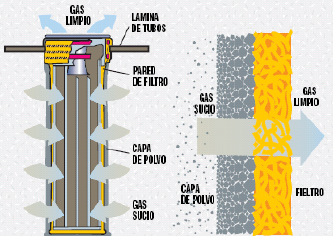 GAS
LIMPIO
LAMINA
DE TUBOS
PARED
DE FILTRO
CAPA
DE POLVO
GAS
SUCIO
GAS
SUCIO
GAS
LIMPIO
CAPA
DE POLVO
FIELTRO